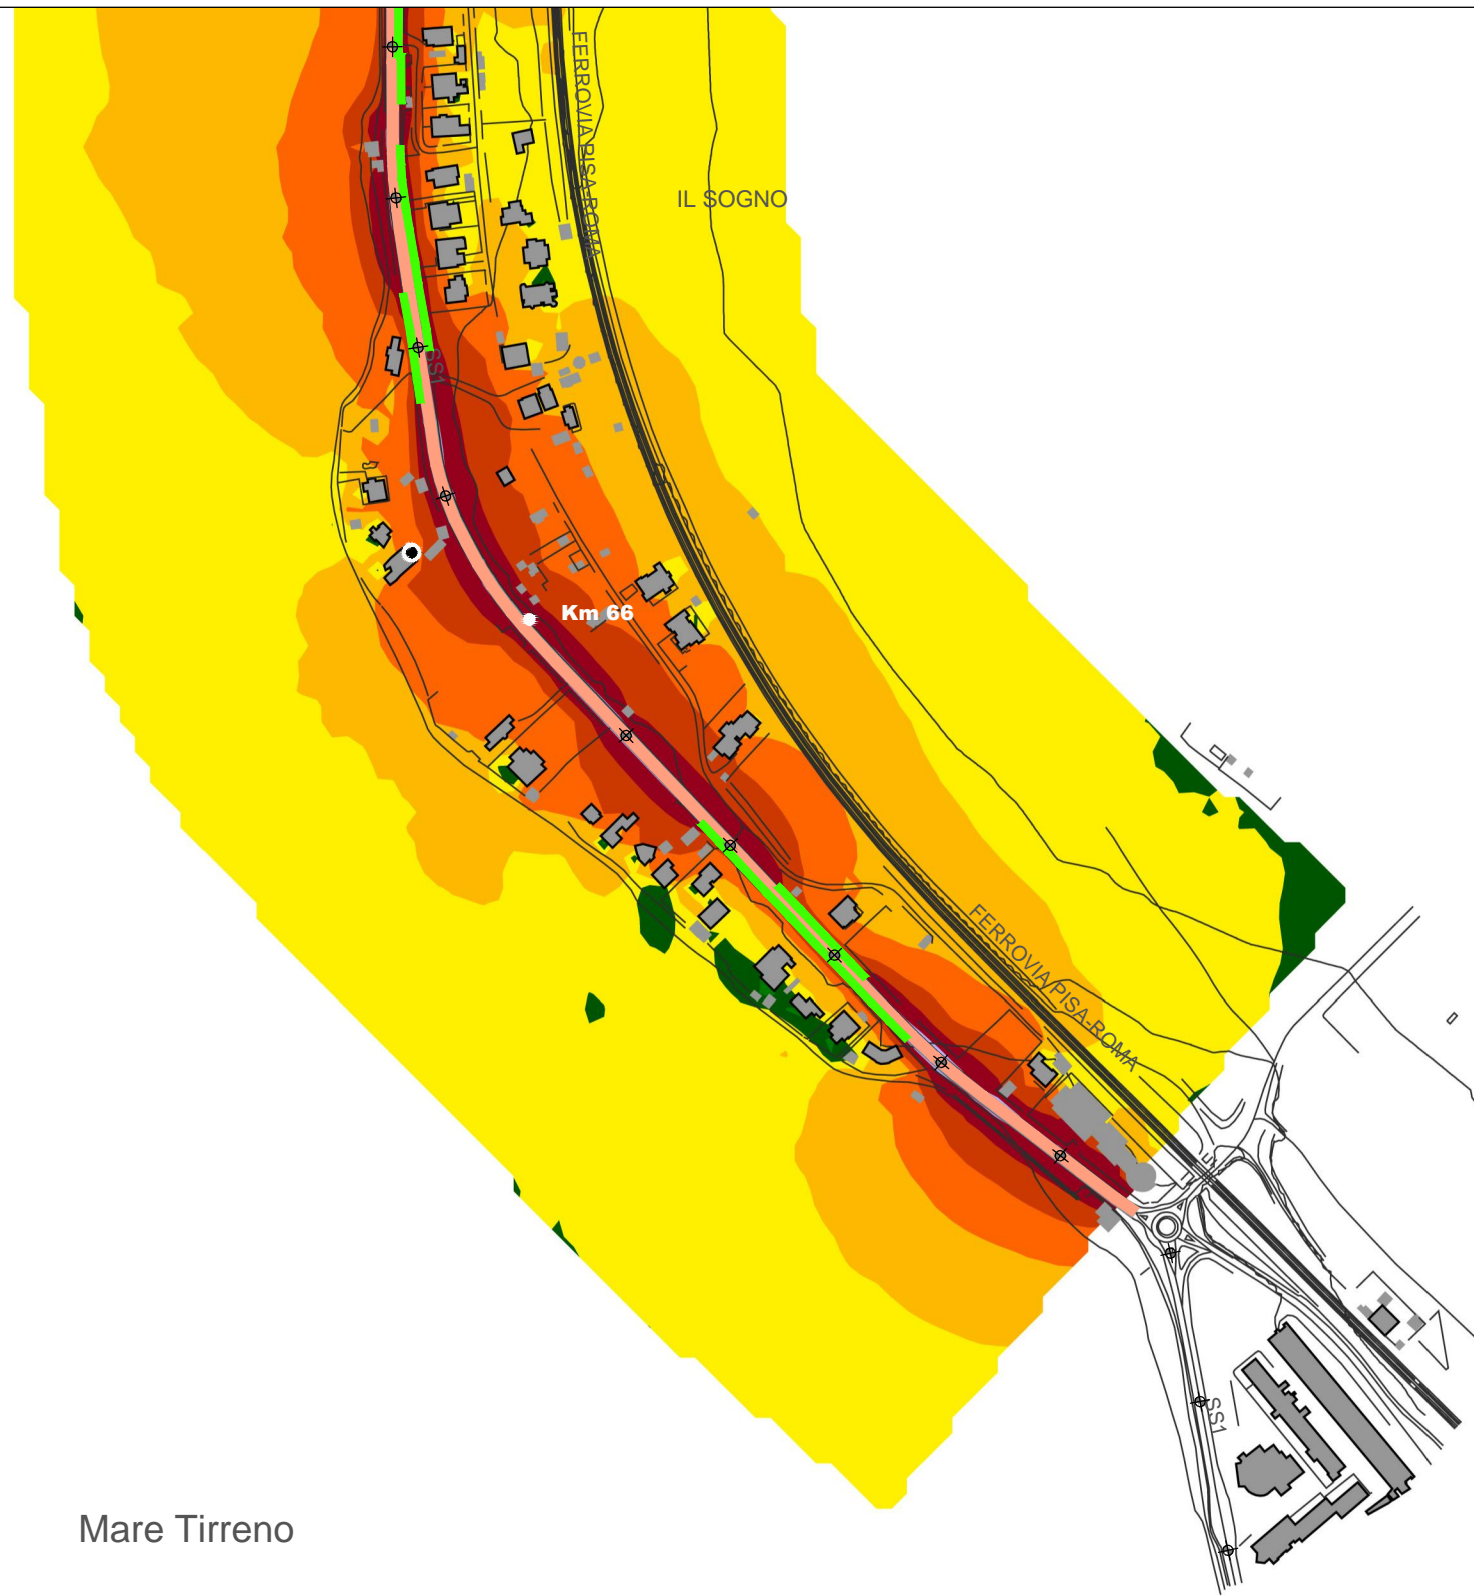 FERROVIA PISA-ROMA
IL SOGNO
SS1
Km 66
FERROVIA PISA-ROMA
SS1
Mare Tirreno